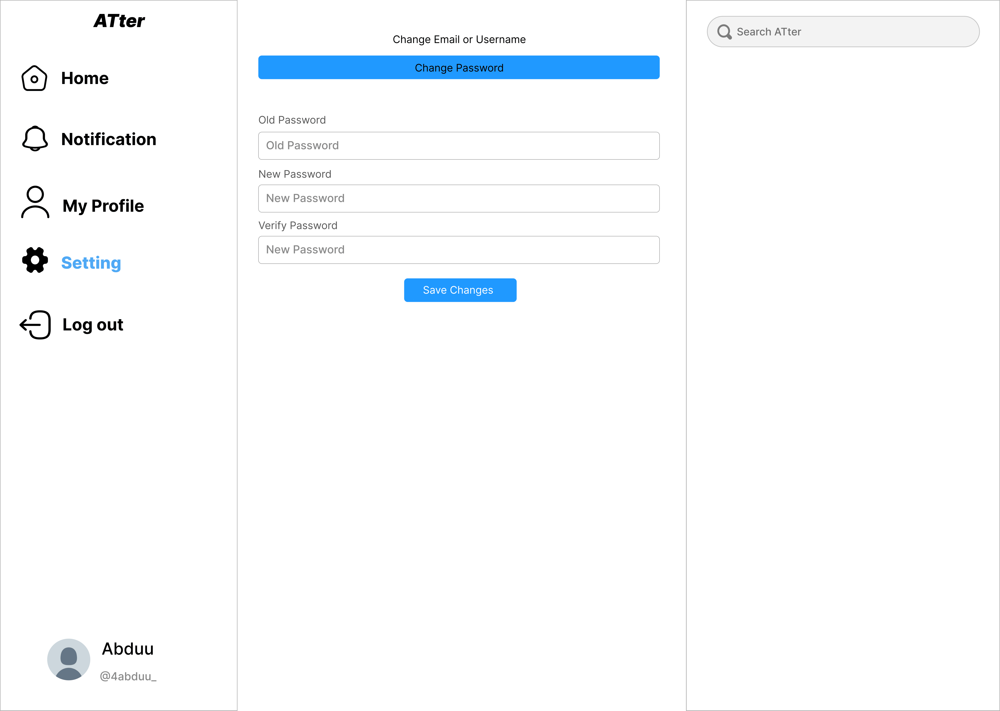 ATter
Home
Notification
My Profile
Setting
Log out
Abduu
@4abduu_
Change Email or Username
Change Password
Old Password
Old Password
New Password
New Password
Verify Password
New Password
Save Changes
Search ATter